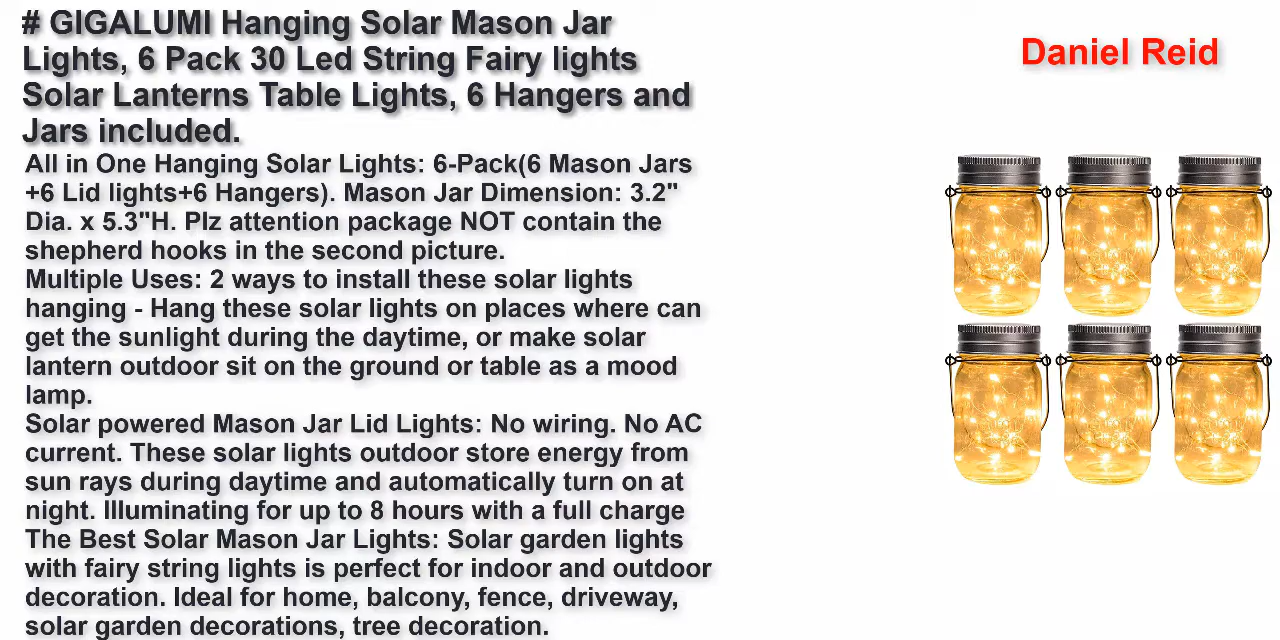 # GIGALUMI Hanging Solar Mason Jar
Lights, 6 Pack 30 Led String Fairy lights
Solar Lanterns Table Lights, 6 Hangers and
Jars included.
All in One Hanging Solar Lights: 6-Pack(6 Mason Jars
+6 Lid lights+6 Hangers). Mason Jar Dimension: 3.2"
Dia. x 5.3"H. Plz attention package NOT contain the
shepherd hooks in the second picture.
Multiple Uses: 2 ways to install these solar lights
hanging - Hang these solar lights on places where can
get the sunlight during the daytime, or make solar
lantern outdoor sit on the ground or table as a mood
lamp.
Solar powered Mason Jar Lid Lights: No wiring. No AC
current. These solar lights outdoor store energy from
sun rays during daytime and automatically turn on at
night. Illuminating for up to 8 hours with a full charge
The Best Solar Mason Jar Lights: Solar garden lights
with fairy string lights is perfect for indoor and outdoor
decoration. Ideal for home, balcony, fence, driveway,
solar garden decorations, tree decoration.
Daniel Reid